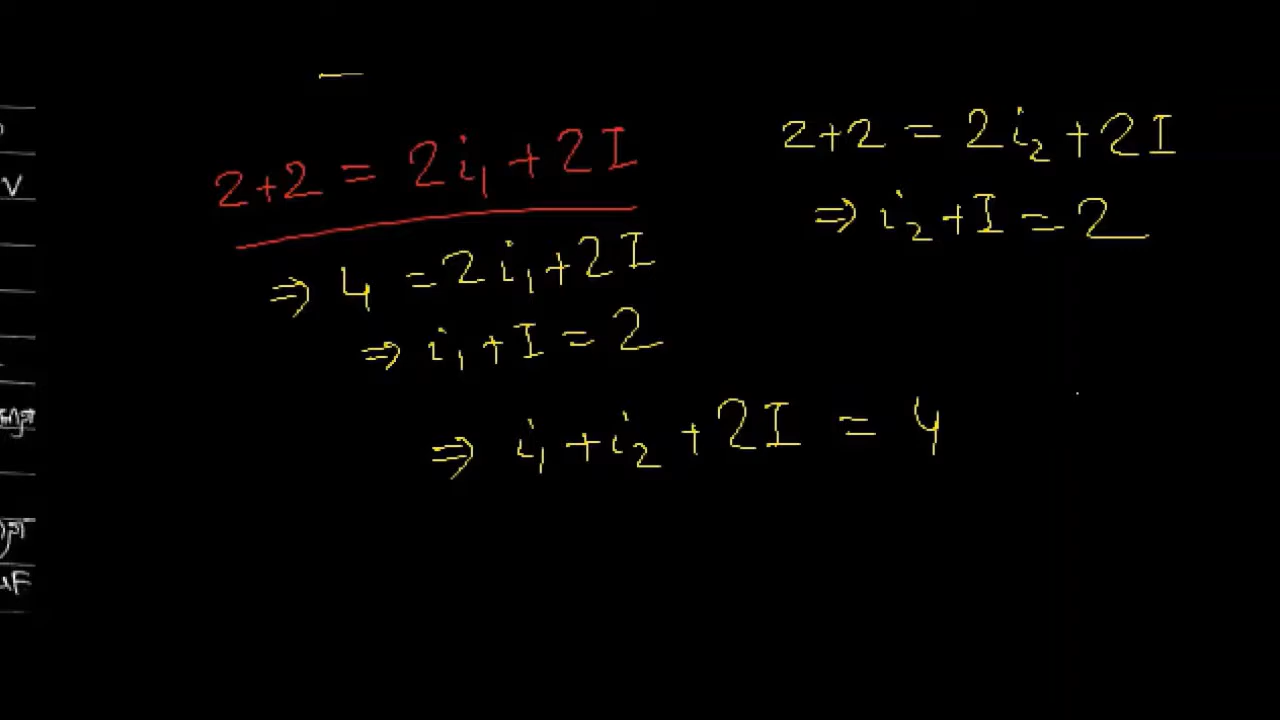 2+2 = 2i₁ + 2I
⇒ 4 = 2i₁ + 2I
⇒ i₁ + I = 2
2+2 = 2i₂ + 2I
⇒ i₂ + I = 2
⇒ i₁ + i₂ + 2I = 4
V